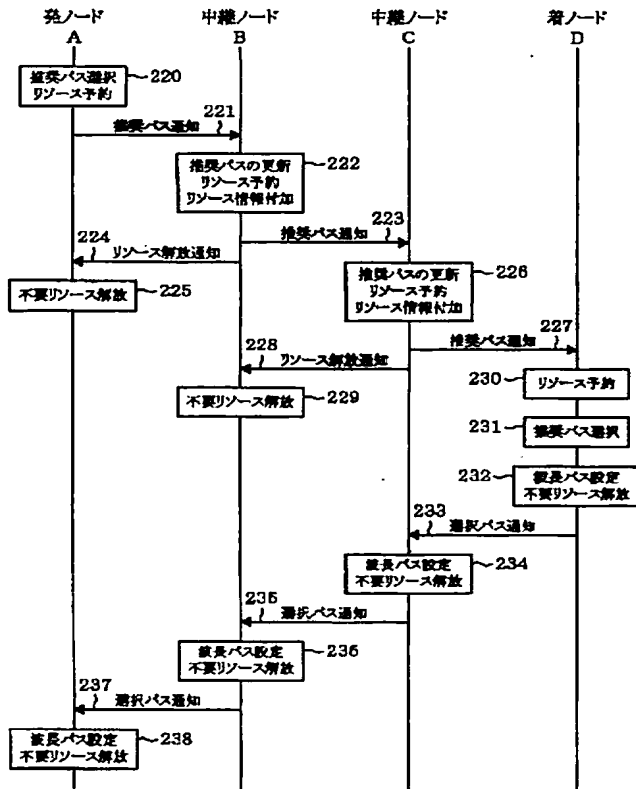 発ノード
A
中継ノード
B
中継ノード
C
着ノード
D
推奨パス選択
リソース予約
220
221
推奨パス通知
推奨パスの更新
リソース予約
リソース情報付加
222
223
推奨パス通知
224
リソース解放通知
不要リソース解放
225
推奨パスの更新
リソース予約
リソース情報付加
226
227
推奨パス通知
228
リソース解放通知
不要リソース解放
229
230
リソース予約
231
推奨パス選択
232
波長パス設定
不要リソース解放
233
選択パス通知
波長パス設定
不要リソース解放
234
235
選択パス通知
波長パス設定
不要リソース解放
236
237
選択パス通知
波長パス設定
不要リソース解放
238